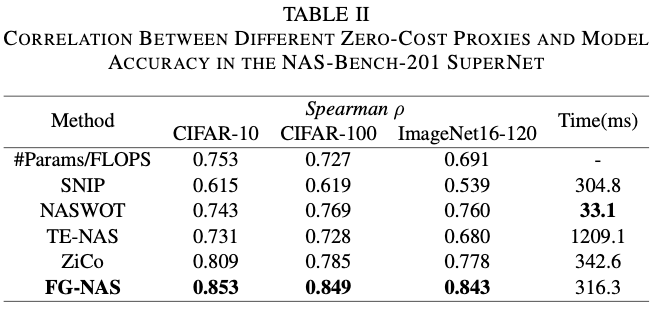 TABLE II
CORRELATION BETWEEN DIFFERENT ZERO-COST PROXIES AND MODEL
ACCURACY IN THE NAS-BENCH-201 SUPERNET
Method Spearman ρ Time(ms)
CIFAR-10 CIFAR-100 ImageNet16-120
#Params/FLOPS 0.753 0.727 0.691 -
SNIP 0.615 0.619 0.539 304.8
NASWOT 0.743 0.769 0.760 33.1
TE-NAS 0.731 0.728 0.680 1209.1
ZiCo 0.809 0.785 0.778 342.6
FG-NAS 0.853 0.849 0.843 316.3